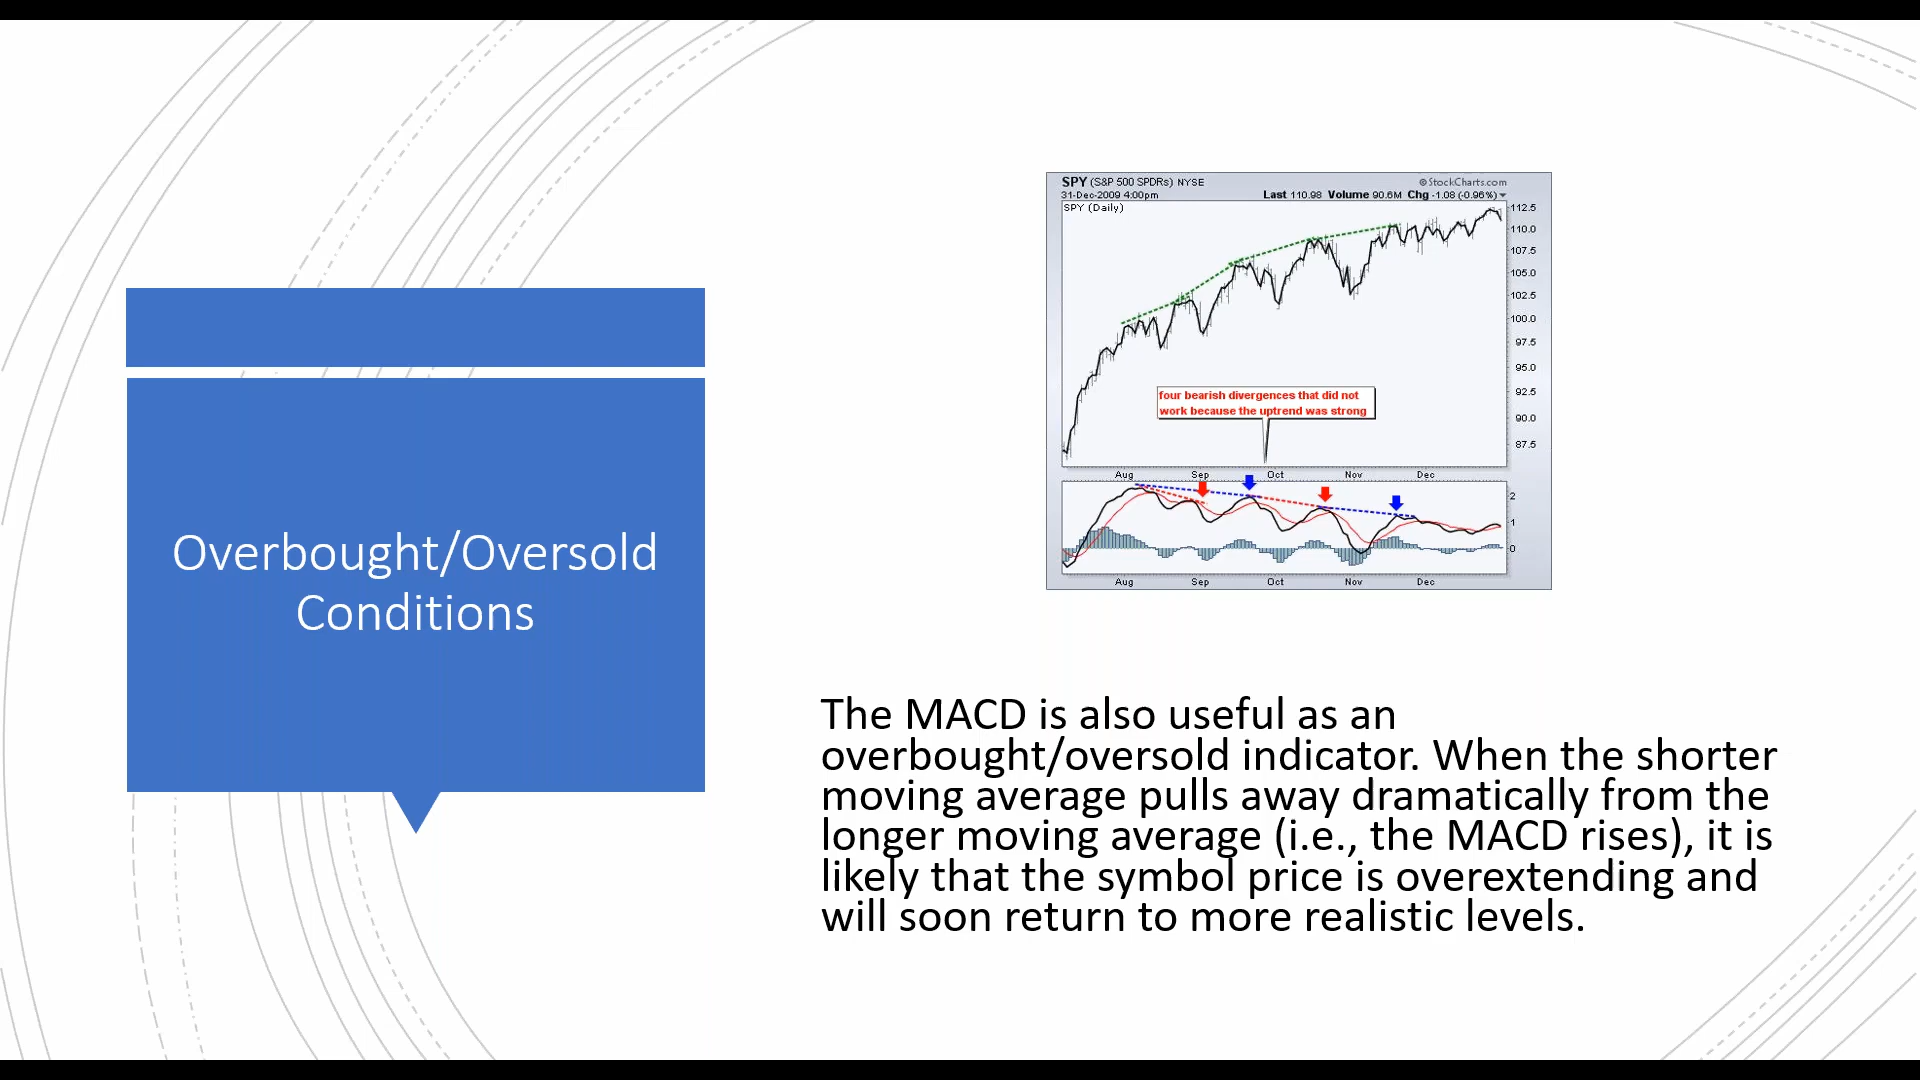 Overbought/Oversold
Conditions
SPY (S&P 500 SPDRs) NYSE
© StockCharts.com
31-Dec-2009 4:00pm
Last 110.98 Volume 90.6M Chg -1.08 (-0.96%)
SPY (Daily)
112.5
110.0
107.5
105.0
102.5
100.0
97.5
95.0
92.5
90.0
87.5
four bearish divergences that did not
work because the uptrend was strong
Aug Sep Oct Nov Dec
2
1
0
Aug Sep Oct Nov Dec
The MACD is also useful as an
overbought/oversold indicator. When the shorter
moving average pulls away dramatically from the
longer moving average (i.e., the MACD rises), it is
likely that the symbol price is overextending and
will soon return to more realistic levels.